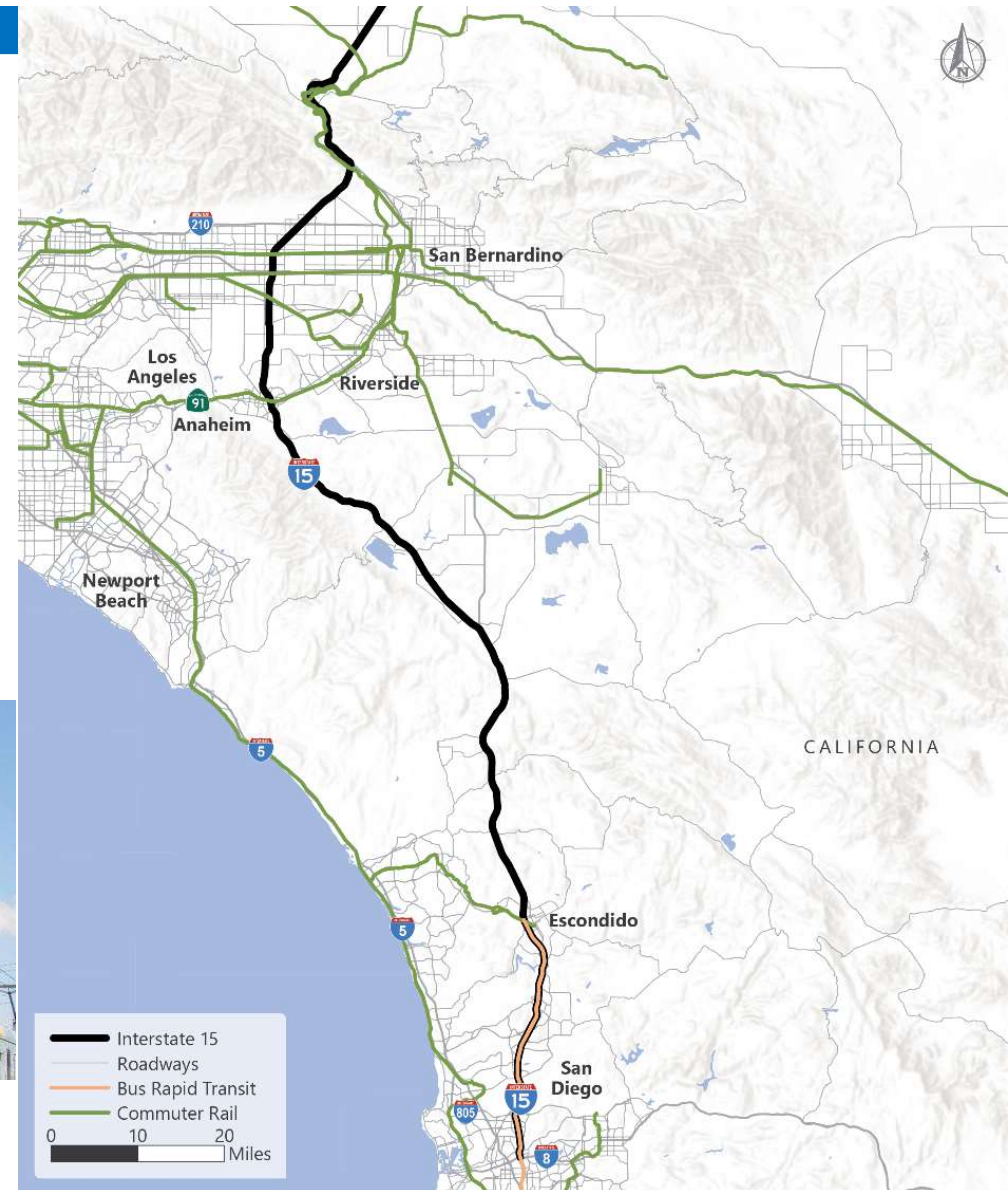 N
210
San Bernardino
Los
Angeles
Riverside
91
Anaheim
15
Newport
Beach
CALIFORNIA
5
Escondido
5
San
Diego
15
805
8
Interstate 15
Roadways
Bus Rapid Transit
Commuter Rail
0 10 20
Miles